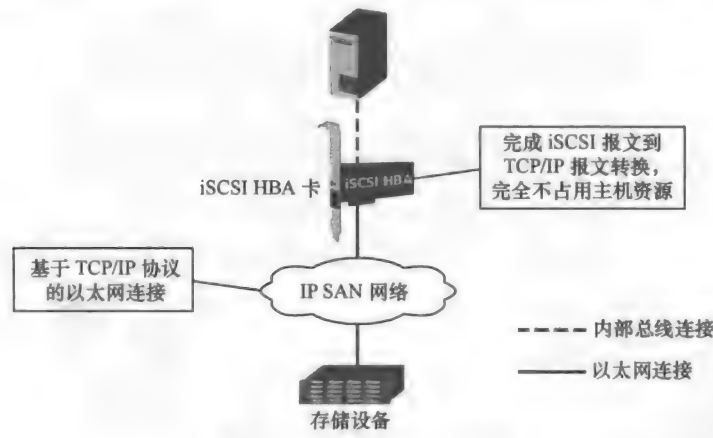 完成 iSCSI 报文到
TCP/IP 报文转换，
完全不占用主机资源
iSCSI HBA 卡
iSCSI HBA
基于 TCP/IP 协议
的以太网连接
IP SAN 网络
内部总线连接
以太网连接
存储设备